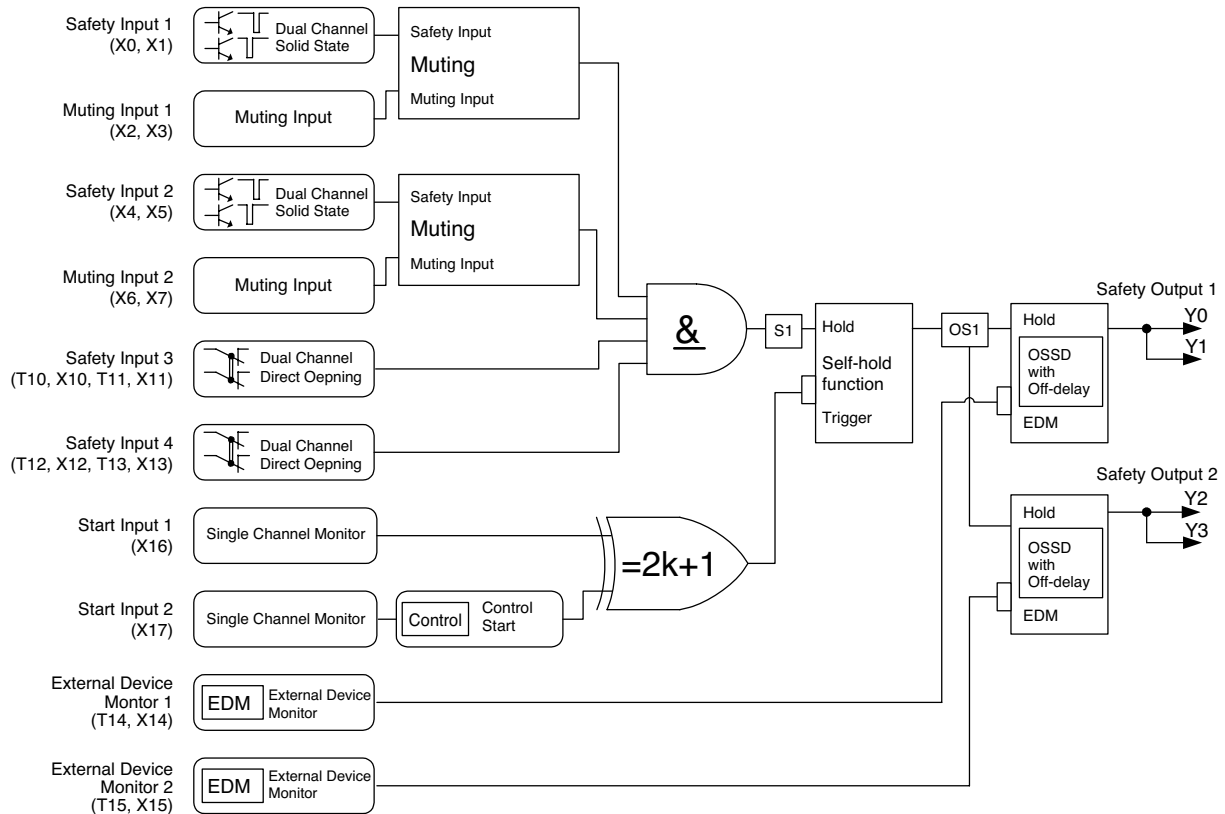 Safety Input 1
(X0, X1)
Dual Channel
Solid State
Safety Input
Muting
Muting Input
Muting Input 1
(X2, X3)
Muting Input
Safety Input 2
(X4, X5)
Dual Channel
Solid State
Safety Input
Muting
Muting Input
Muting Input 2
(X6, X7)
Muting Input
Safety Input 3
(T10, X10, T11, X11)
Dual Channel
Direct Oepning
Safety Input 4
(T12, X12, T13, X13)
Dual Channel
Direct Oepning
&
S1
Hold
Self-hold
function
Trigger
OS1
Hold
OSSD
with
Off-delay
EDM
Safety Output 1
Y0
Y1
Hold
OSSD
with
Off-delay
EDM
Safety Output 2
Y2
Y3
Start Input 1
(X16)
Single Channel Monitor
=2k+1
Start Input 2
(X17)
Single Channel Monitor
Control
Control
Start
External Device
Montor 1
(T14, X14)
EDM
External Device
Monitor
External Device
Monitor 2
(T15, X15)
EDM
External Device
Monitor